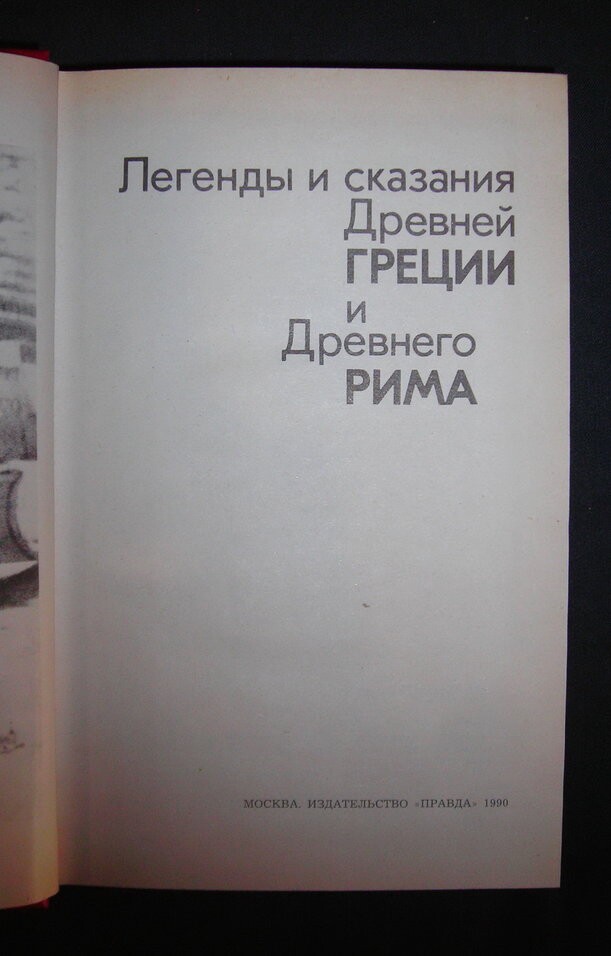 Легенды и сказания
Древней
ГРЕЦИИ
и
Древнего
РИМА
МОСКВА. ИЗДАТЕЛЬСТВО «ПРАВДА» 1990